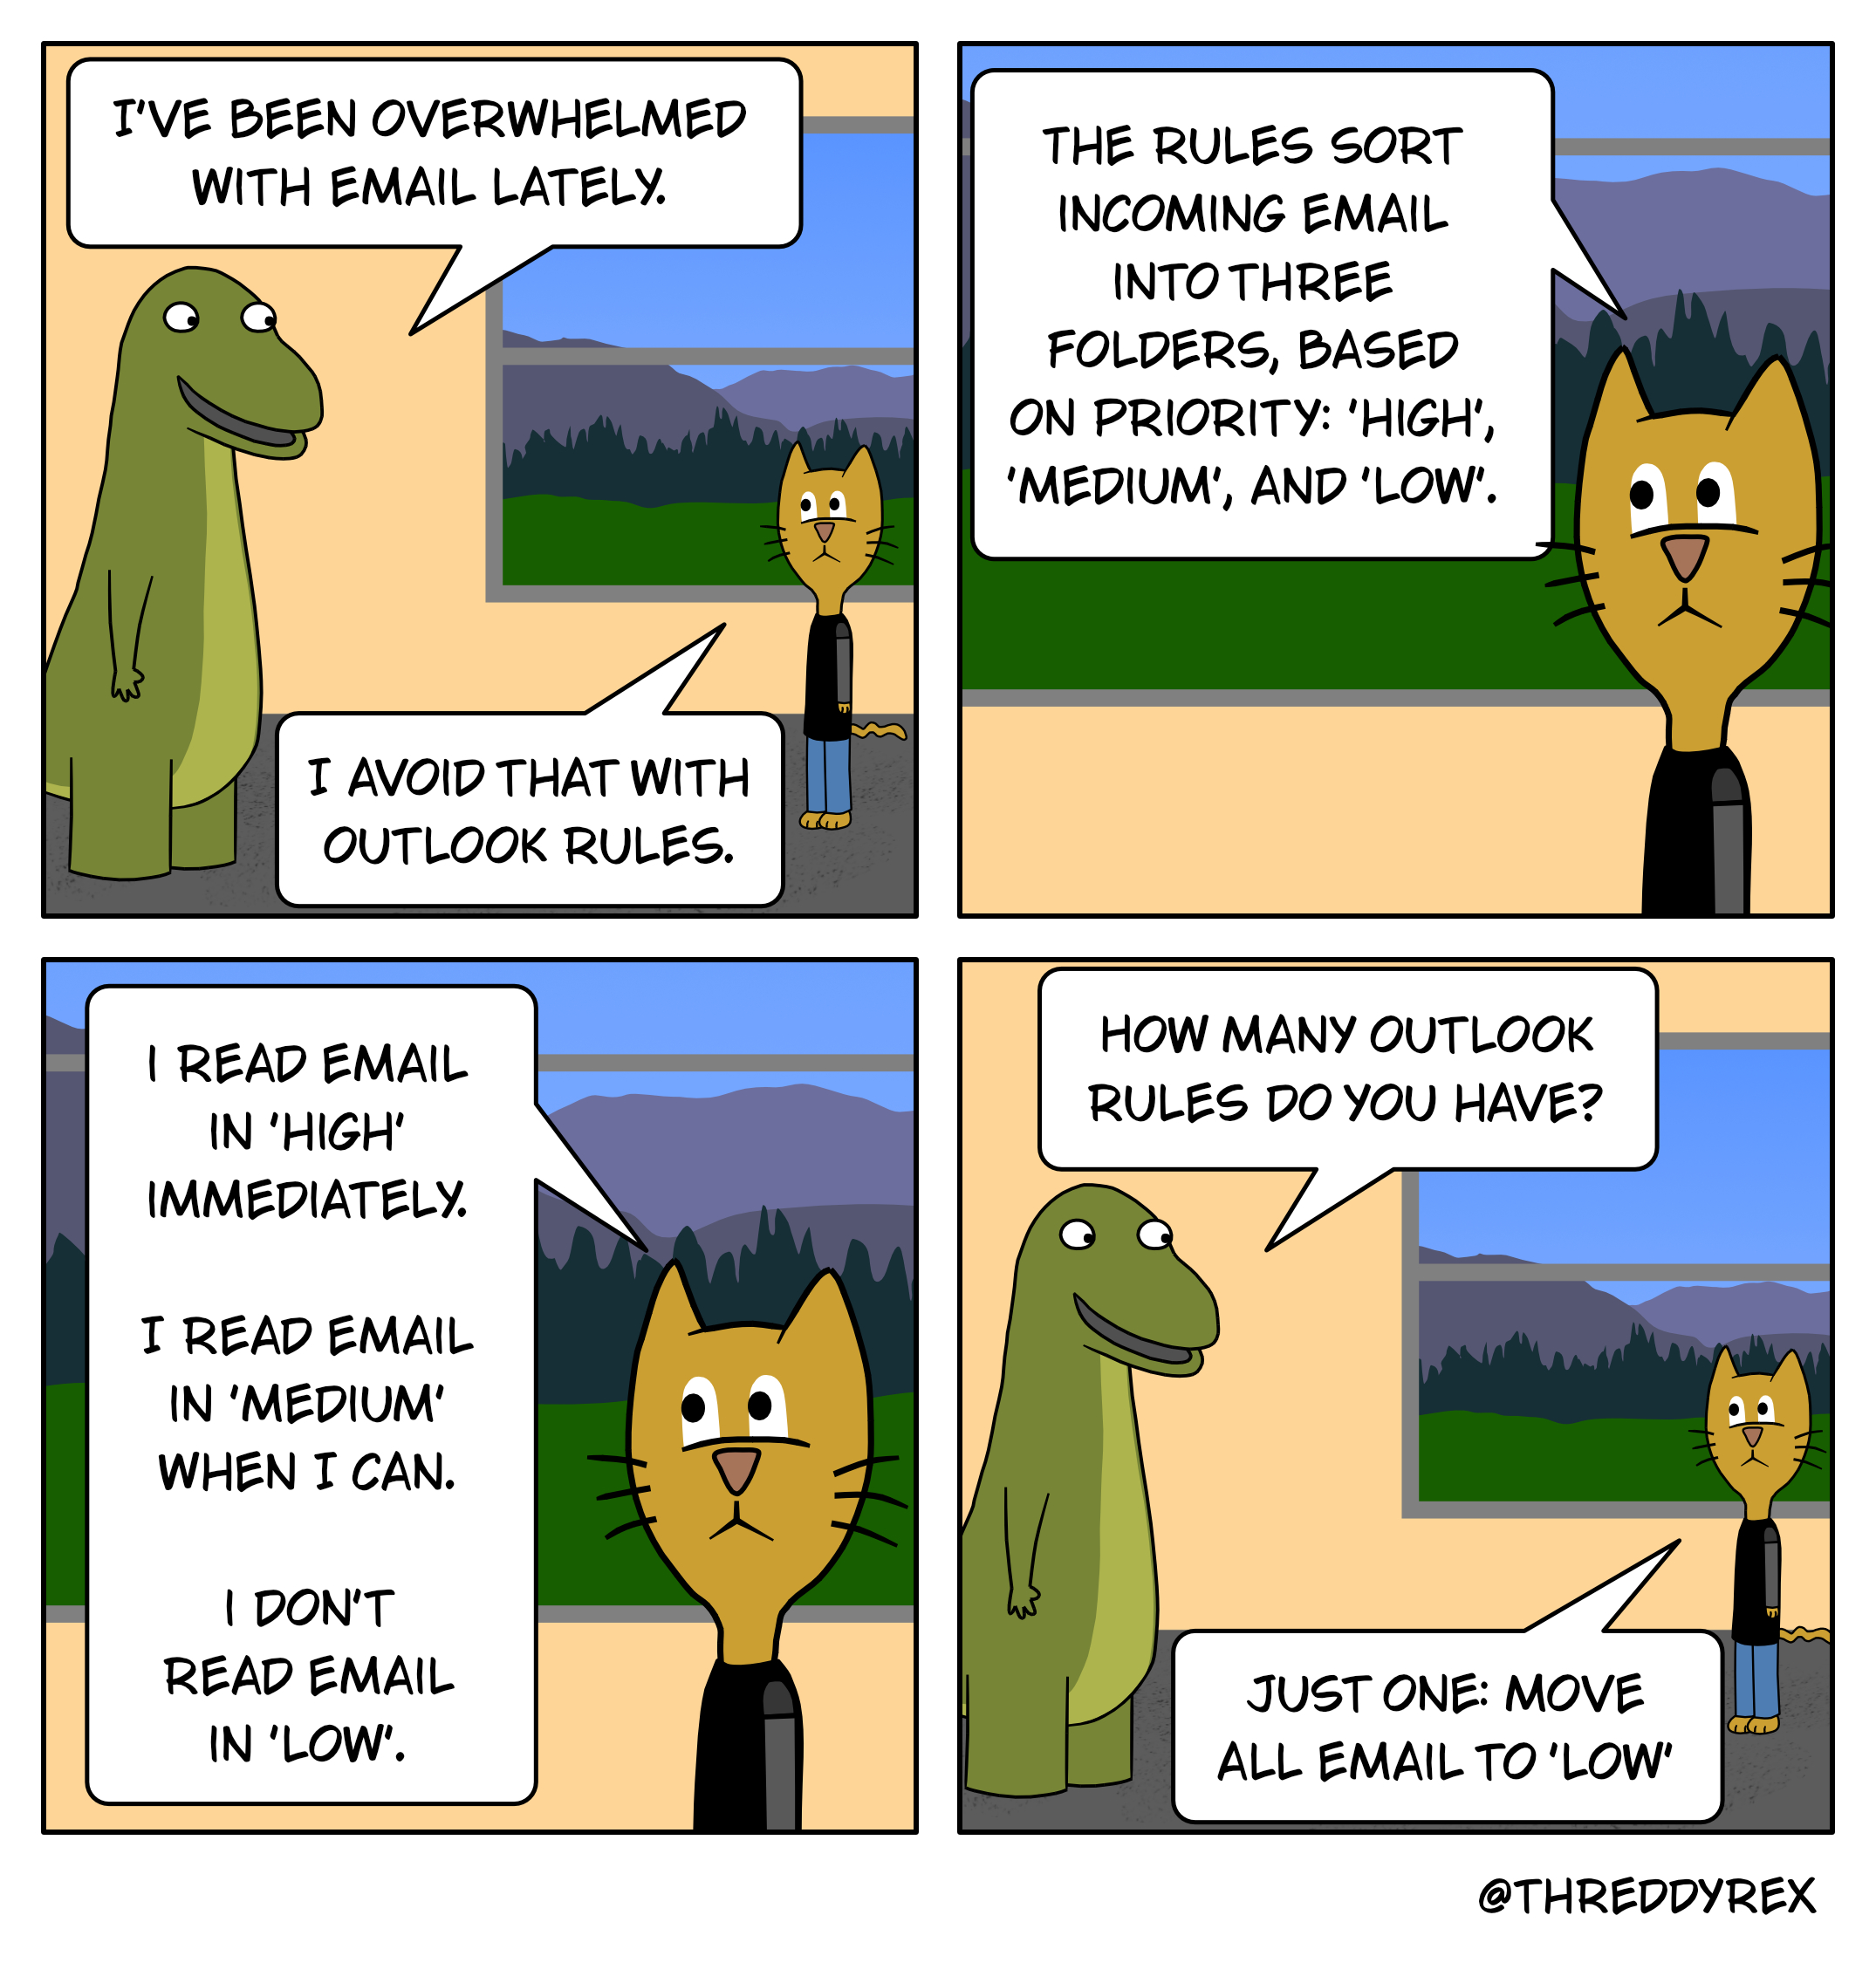 I'VE BEEN OVERWHELMED
WITH EMAIL LATELY.
I AVOID THAT WITH
OUTLOOK RULES.
THE RULES SORT
INCOMING EMAIL
INTO THREE
FOLDERS, BASED
ON PRIORITY: 'HIGH',
'MEDIUM', AND 'LOW'.
I READ EMAIL
IN 'HIGH'
IMMEDIATELY.
I READ EMAIL
IN 'MEDIUM'
WHEN I CAN.
I DON'T
READ EMAIL
IN 'LOW'.
HOW MANY OUTLOOK
RULES DO YOU HAVE?
JUST ONE: MOVE
ALL EMAIL TO 'LOW'
@THREDDYREX